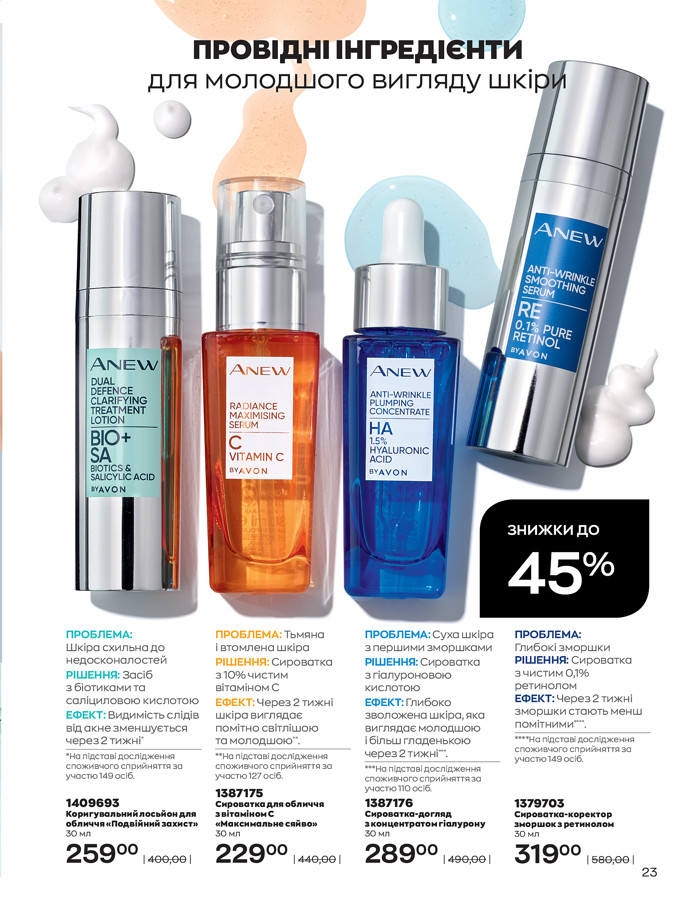 ПРОВІДНІ ІНГРЕДІЄНТИ
для молодшого вигляду шкіри
ANEW
ANTI-WRINKLE
SMOOTHING
SERUM
RE
0.1% PURE
RETINOL
BY AVON
ANEW
DUAL
DEFENCE
CLARIFYING
TREATMENT
LOTION
BIO+
SA
BIOTICS &
SALICYLIC ACID
BY AVON
ANEW
RADIANCE
MAXIMISING
SERUM
C
VITAMIN C
BY AVON
ANEW
ANTI-WRINKLE
PLUMPING
CONCENTRATE
HA
1.5%
HYALURONIC
ACID
BY AVON
ЗНИЖКИ ДО
45%
ПРОБЛЕМА:
Шкіра схильна до
недосконалостей
РІШЕННЯ: Засіб
з біотиками та
саліциловою кислотою
ЕФЕКТ: Видимість слідів
від акне зменшується
через 2 тижні*
*На підставі дослідження
споживчого сприйняття за
участю 149 осіб.
1409693
Коригувальний лосьйон для
обличчя «Подвійний захист»
30 мл
259⁰⁰ | 400,00 |
ПРОБЛЕМА: Тьмяна
і втомлена шкіра
РІШЕННЯ: Сироватка
з 10% чистим
вітаміном С
ЕФЕКТ: Через 2 тижні
шкіра виглядає
помітно світлішою
та молодшою**.
**На підставі дослідження
споживчого сприйняття за
участю 127 осіб.
1387175
Сироватка для обличчя
з вітаміном С
«Максимальне сяйво»
30 мл
229⁰⁰ | 440,00 |
ПРОБЛЕМА: Суха шкіра
з першими зморшками
РІШЕННЯ: Сироватка
з гіалуроновою
кислотою
ЕФЕКТ: Глибоко
зволожена шкіра, яка
виглядає молодшою
і більш гладенькою
через 2 тижні***.
***На підставі дослідження
споживчого сприйняття за
участю 110 осіб.
1387176
Сироватка-догляд
з концентратом гіалурону
30 мл
289⁰⁰ | 490,00 |
ПРОБЛЕМА:
Глибокі зморшки
РІШЕННЯ: Сироватка
з чистим 0,1%
ретинолом
ЕФЕКТ: Через 2 тижні
зморшки стають менш
помітними****.
****На підставі дослідження
споживчого сприйняття за
участю 149 осіб.
1379703
Сироватка-коректор
зморшок з ретинолом
30 мл
319⁰⁰ | 580,00 |
23